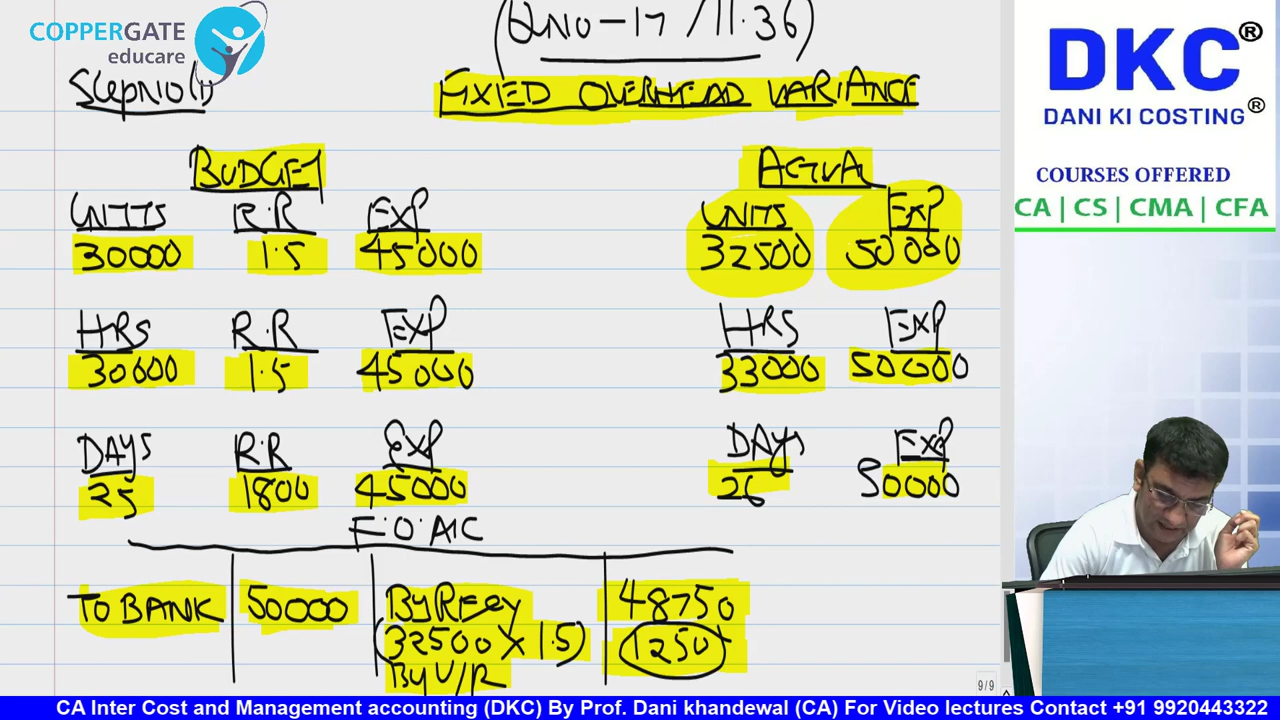 COPPERGATE
educare
(QNO-17/11.36)
StepNo(1)
FIXED OVERHEAD VARIANCE
BUDGET
ACTUAL
UNITS R.R EXP
UNITS EXP
30000 1.5 45000
32500 50000
HRS R.R EXP
HRS EXP
30000 1.5 45000
33000 50000
DAYS R.R EXP
DAYS EXP
25 1800 45000
26 50000
F.O.A/C
TO BANK 50000 By Recy 48750
(32500 X 1.5) 1250
By U/R
9/9
DKC®
DANI KI COSTING®
COURSES OFFERED
CA | CS | CMA | CFA
CA Inter Cost and Management accounting (DKC) By Prof. Dani khandewal (CA) For Video lectures Contact +91 9920443322